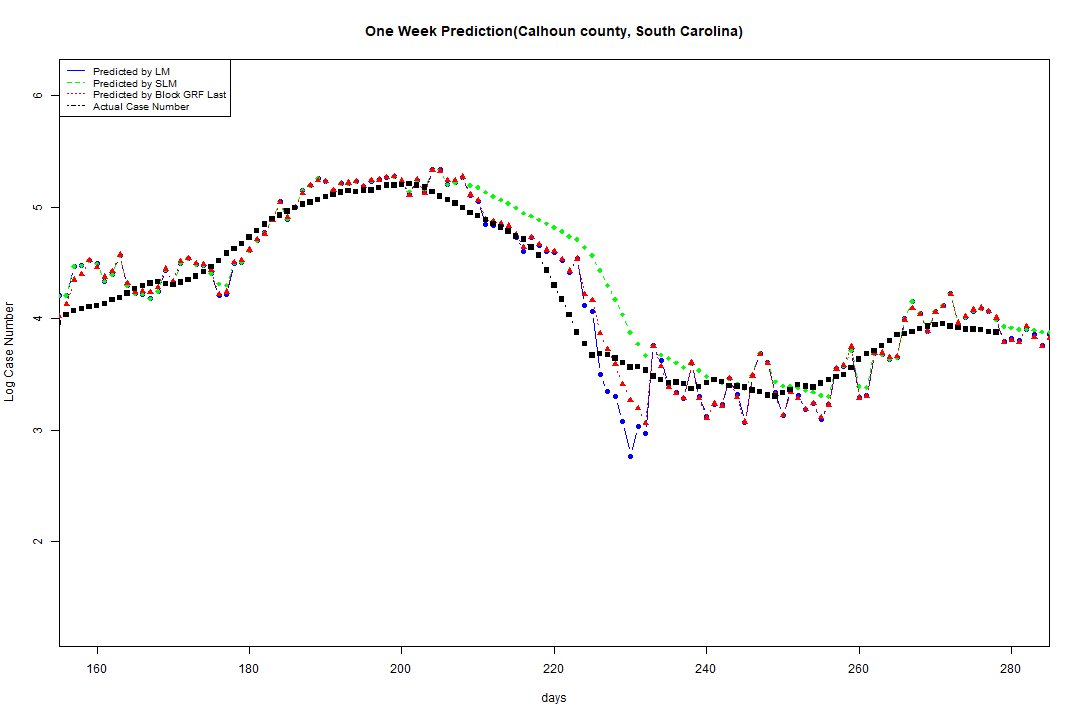 One Week Prediction(Calhoun county, South Carolina)
Predicted by LM
Predicted by SLM
Predicted by Block GRF Last
Actual Case Number
6
5
4
3
2
Log Case Number
160 180 200 220 240 260 280
days